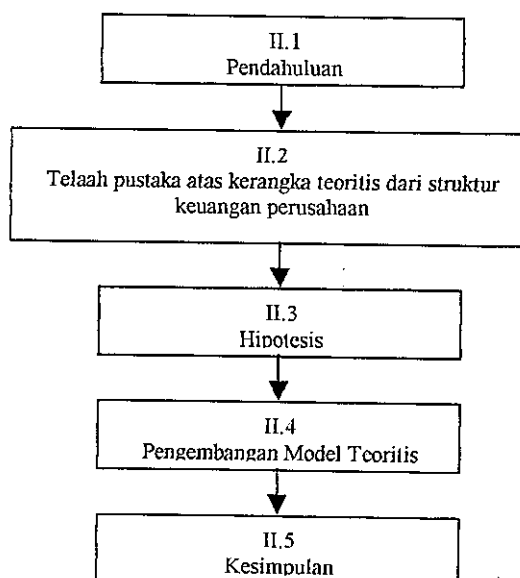 II.1
Pendahuluan
II.2
Telaah pustaka atas kerangka teoritis dari struktur
keuangan perusahaan
II.3
Hipotesis
II.4
Pengembangan Model Teoritis
II.5
Kesimpulan